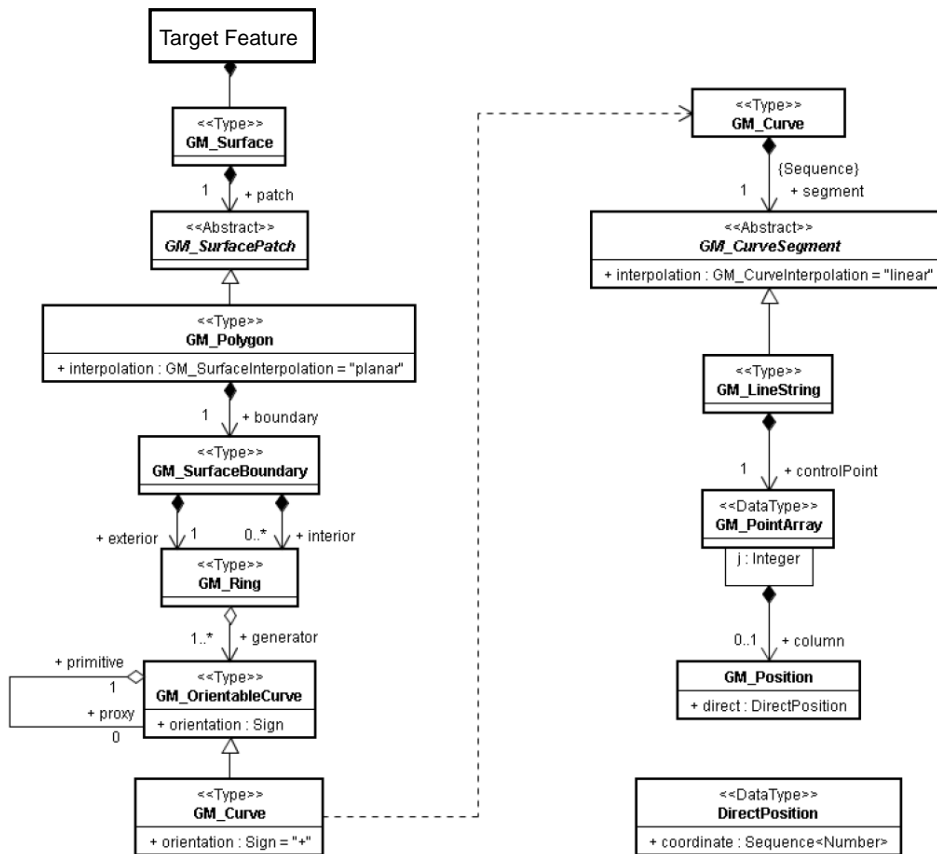 Target Feature
<<Type>>
GM_Surface
1
+ patch
<<Abstract>>
GM_SurfacePatch
<<Type>>
GM_Polygon
+ interpolation : GM_SurfaceInterpolation = "planar"
1
+ boundary
<<Type>>
GM_SurfaceBoundary
+ exterior
1
0..*
+ interior
<<Type>>
GM_Ring
1..*
+ generator
+ primitive
1
+ proxy
0
<<Type>>
GM_OrientableCurve
+ orientation : Sign
<<Type>>
GM_Curve
+ orientation : Sign = "+"
<<Type>>
GM_Curve
{Sequence}
1
+ segment
<<Abstract>>
GM_CurveSegment
+ interpolation : GM_CurveInterpolation = "linear"
<<Type>>
GM_LineString
1
+ controlPoint
<<DataType>>
GM_PointArray
j : Integer
0..1
+ column
GM_Position
+ direct : DirectPosition
<<DataType>>
DirectPosition
+ coordinate : Sequence<Number>